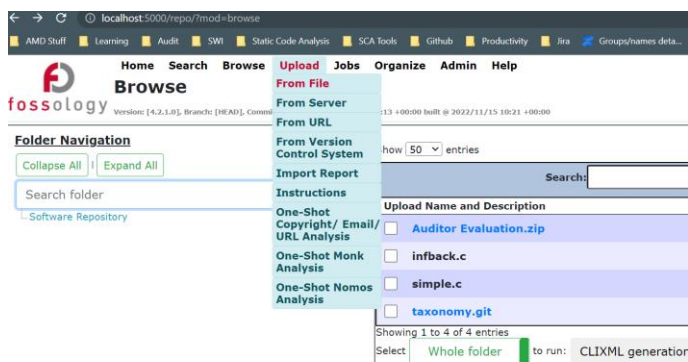 localhost:5000/repo/?mod=browse
AMD Stuff Learning Audit SWI Static Code Analysis SCA Tools Github Productivity Jira Groups/names deta...
Home Search Browse Upload Jobs Organize Admin Help
Browse
fossology
Version: [4.2.1.0], Branch: [HEAD], Commi
:13 +00:00 built @ 2022/11/15 10:21 +00:00
From File
From Server
From URL
From Version
Control System
Import Report
Instructions
One-Shot
Copyright/ Email/
URL Analysis
One-Shot Monk
Analysis
One-Shot Nomos
Analysis
Folder Navigation
Collapse All | Expand All
Search folder
Software Repository
how 50 entries
Search:
Upload Name and Description
Auditor Evaluation.zip
infback.c
simple.c
taxonomy.git
Showing 1 to 4 of 4 entries
Select Whole folder to run: CLIXML generation